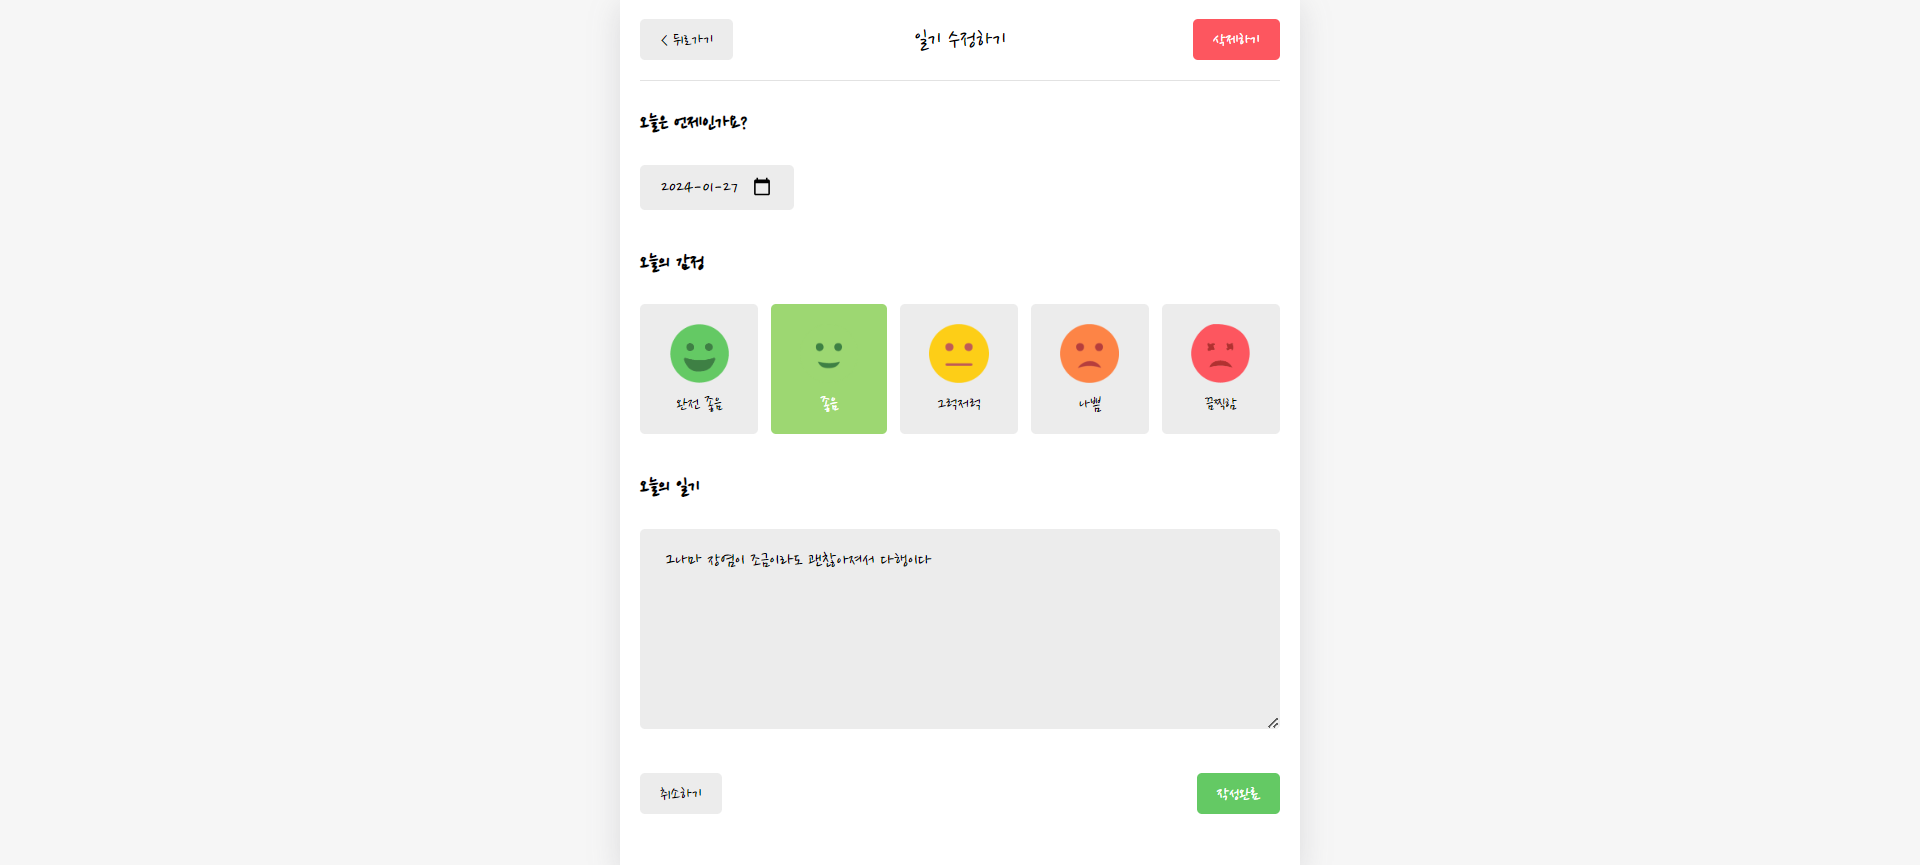 < 뒤로가기
일기 수정하기
삭제하기
오늘은 언제인가요?
2024-01-27
오늘의 감정
완전 좋음
좋음
그럭저럭
나쁨
끔찍함
오늘의 일기
그나마 장염이 조금이라도 괜찮아져서 다행이다
취소하기
작성완료